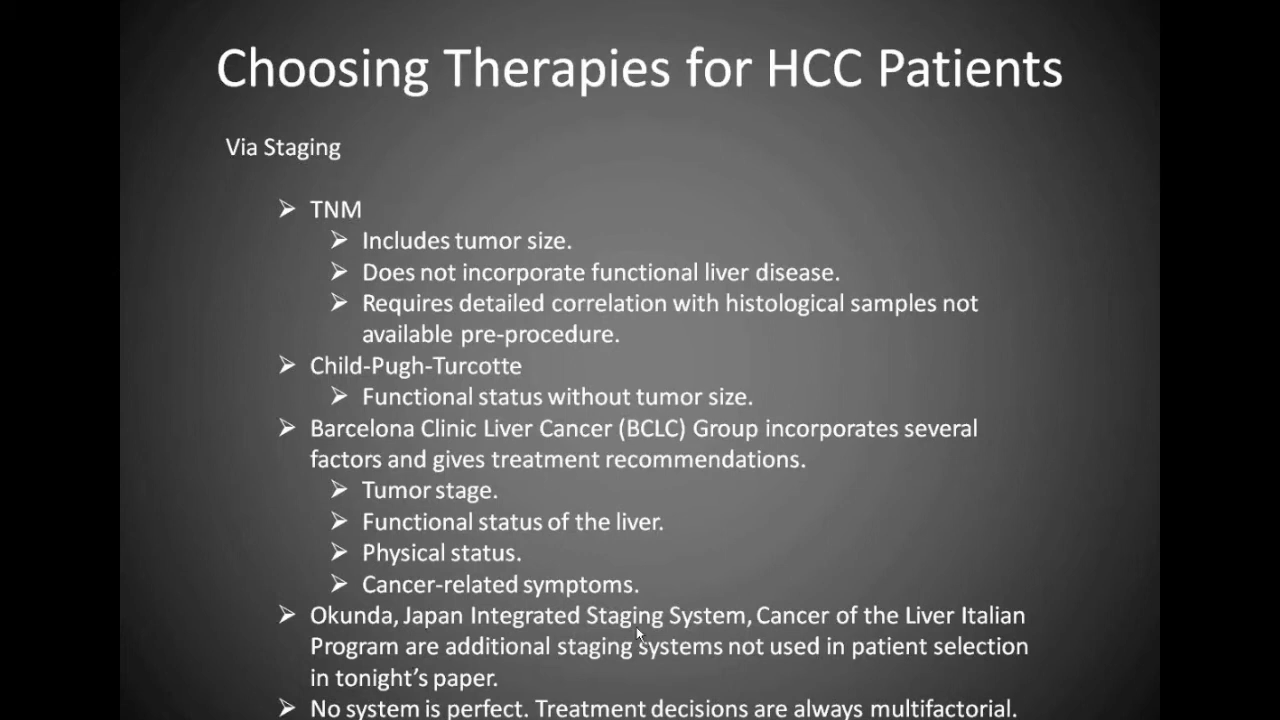 Choosing Therapies for HCC Patients
Via Staging
➢ TNM
➢ Includes tumor size.
➢ Does not incorporate functional liver disease.
➢ Requires detailed correlation with histological samples not
available pre-procedure.
➢ Child-Pugh-Turcotte
➢ Functional status without tumor size.
➢ Barcelona Clinic Liver Cancer (BCLC) Group incorporates several
factors and gives treatment recommendations.
➢ Tumor stage.
➢ Functional status of the liver.
➢ Physical status.
➢ Cancer-related symptoms.
➢ Okunda, Japan Integrated Staging System, Cancer of the Liver Italian
Program are additional staging systems not used in patient selection
in tonight’s paper.
➢ No system is perfect. Treatment decisions are always multifactorial.